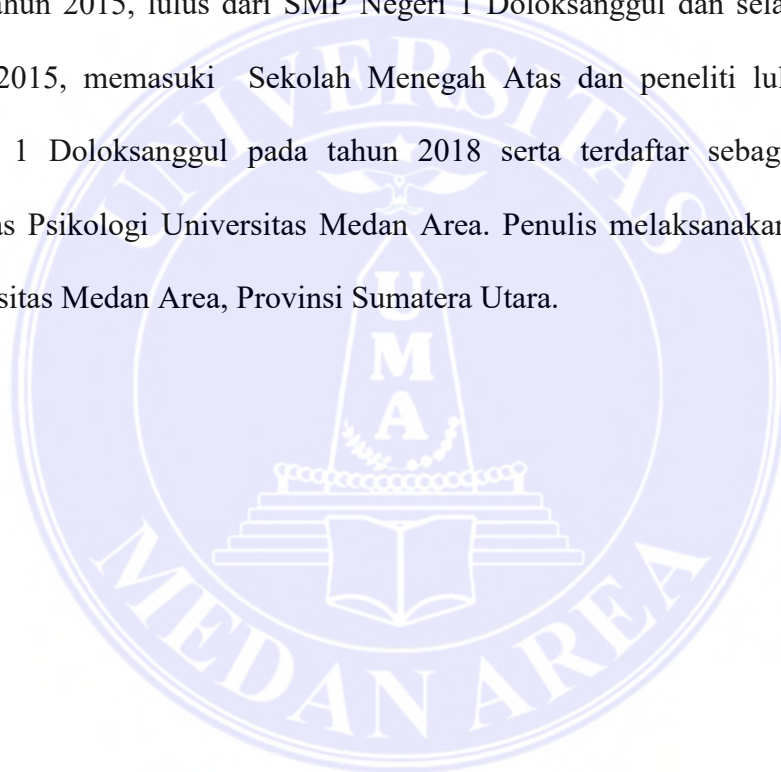 ahun 2015, lulus dari SMP Negeri 1 Doloksanggul dan sela
2015, memasuki Sekolah Menegah Atas dan peneliti lul
1 Doloksanggul pada tahun 2018 serta terdaftar sebag
as Psikologi Universitas Medan Area. Penulis melaksanakan
sitas Medan Area, Provinsi Sumatera Utara.
UNIVERSITAS
U
M
A
MEDAN AREA